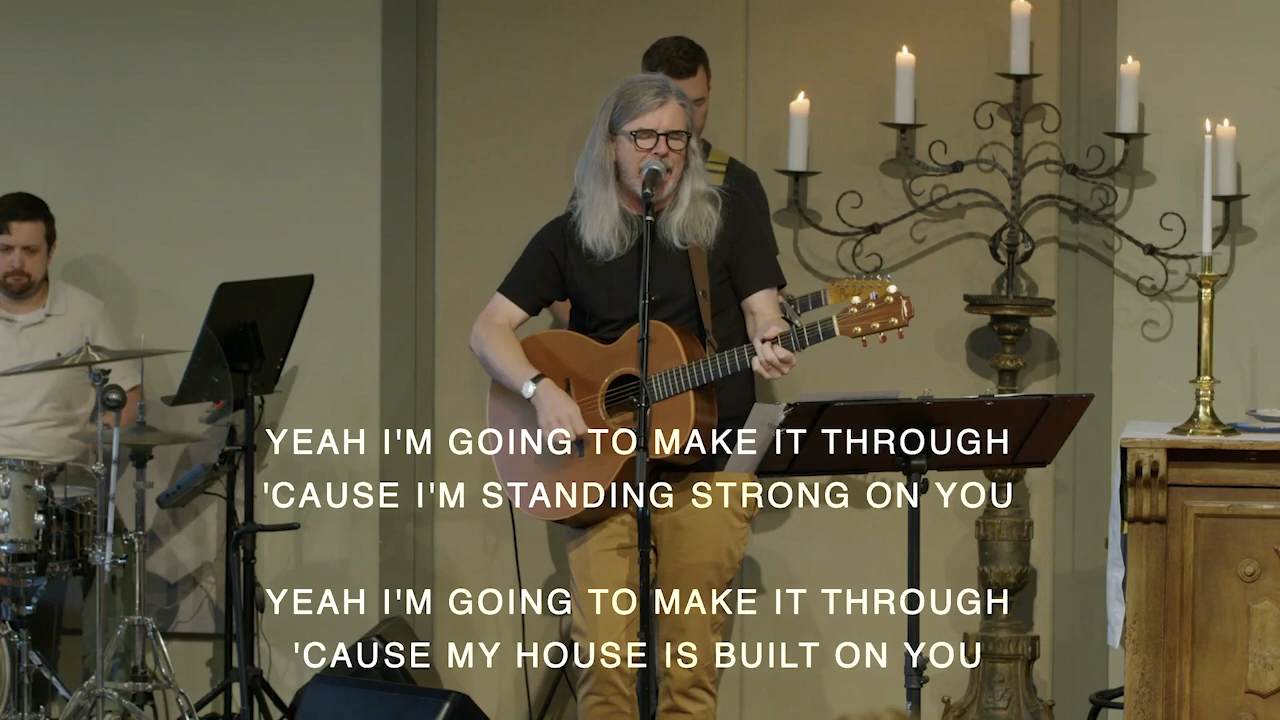 YEAH I'M GOING TO MAKE IT THROUGH
'CAUSE I'M STANDING STRONG ON YOU
YEAH I'M GOING TO MAKE IT THROUGH
'CAUSE MY HOUSE IS BUILT ON YOU